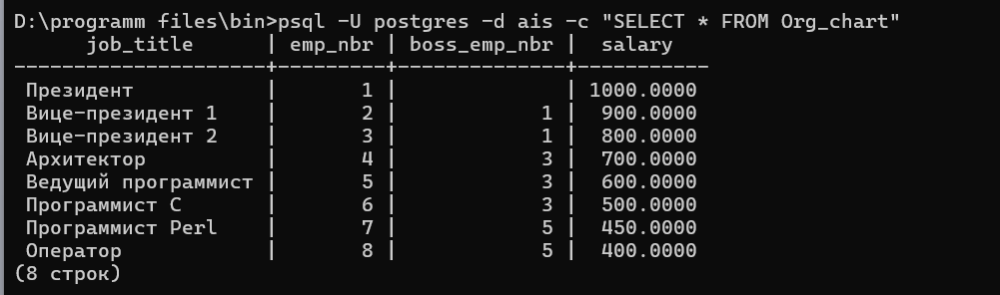 D:\programm files\bin>psql -U postgres -d ais -c "SELECT * FROM Org_chart"
      job_title      | emp_nbr | boss_emp_nbr |  salary
---------------------+---------+--------------+-----------
 Президент           |       1 |              | 1000.0000
 Вице-президент 1    |       2 |            1 |  900.0000
 Вице-президент 2    |       3 |            1 |  800.0000
 Архитектор          |       4 |            3 |  700.0000
 Ведущий программист |       5 |            3 |  600.0000
 Программист C       |       6 |            3 |  500.0000
 Программист Perl    |       7 |            5 |  450.0000
 Оператор            |       8 |            5 |  400.0000
(8 строк)